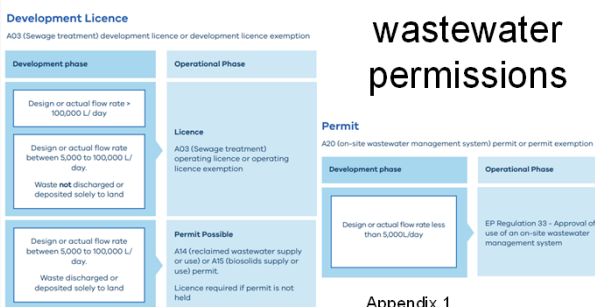 Development Licence
A03 (Sewage treatment) development licence or development licence exemption
Development phase
Operational Phase
Design or actual flow rate >
100,000 L/ day
Design or actual flow rate
between 5,000 to 100,000 L/
day.
Waste not discharged or
deposited solely to land
Licence
A03 (Sewage treatment)
operating licence or operating
licence exemption
Design or actual flow rate
between 5,000 to 100,000 L/
day.
Waste discharged or
deposited solely to land
Permit Possible
A14 (reclaimed wastewater supply
or use) or A15 (biosolids supply or
use) permit.
Licence required if permit is not
held
wastewater
permissions
Permit
A20 (on-site wastewater management system) permit or permit exemption
Development phase
Operational Phase
Design or actual flow rate less
than 5,000L/day
EP Regulation 33 - Approval of
use of an on-site wastewater
management system
Appendix 1